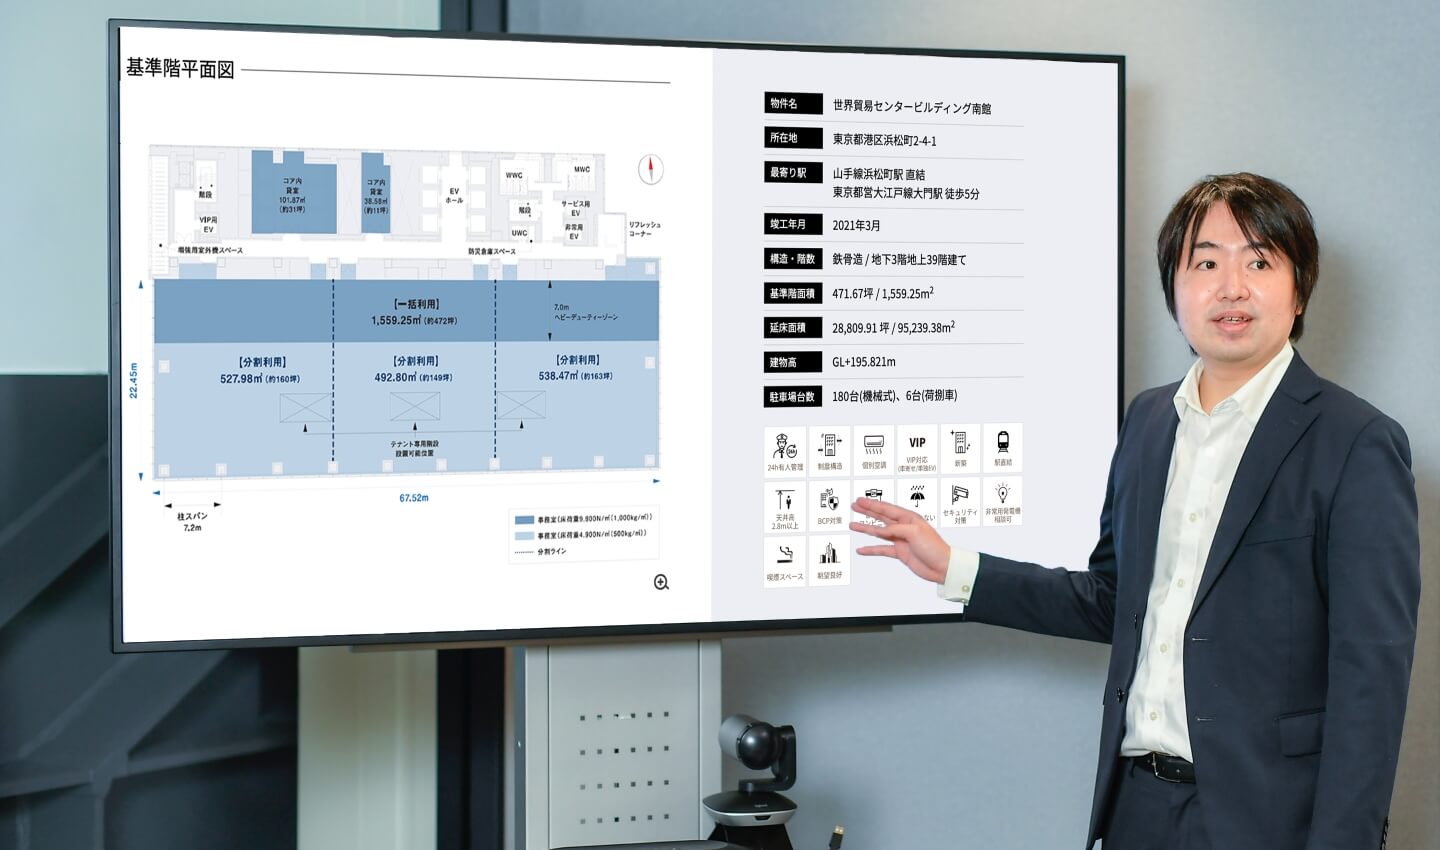 基準階平面図
コア内
貸室
101.87㎡
(約31坪)
コア内
貸室
38.58㎡
(約11坪)
階段
VIP用
EV
EV
ホール
WWC
MWC
階段
UWC
サービス用
EV
非常用
EV
リフレッシュ
コーナー
増強用室外機スペース
防災倉庫スペース
【一括利用】
1,559.25㎡(約472坪)
7.0m
ヘビーデューティーゾーン
【分割利用】
527.98㎡(約160坪)
【分割利用】
492.80㎡(約149坪)
【分割利用】
538.47㎡(約163坪)
テナント専用階段
設置可能位置
22.45m
67.52m
柱スパン
7.2m
事務室(床荷重9,800N/㎡(1,000kg/㎡))
事務室(床荷重4,900N/㎡(500kg/㎡))
分割ライン
物件名 世界貿易センタービルディング南館
所在地 東京都港区浜松町2-4-1
最寄り駅 山手線浜松町駅 直結
東京都営大江戸線大門駅 徒歩5分
竣工年月 2021年3月
構造・階数 鉄骨造 / 地下3階地上39階建て
基準階面積 471.67坪 / 1,559.25m²
延床面積 28,809.91 坪 / 95,239.38m²
建物高 GL+195.821m
駐車場台数 180台(機械式)、6台(荷捌車)
24h
24h有人管理
制震構造
個別空調
VIP
VIP対応
(車寄せ/単独EV)
新築
駅直結
天井高
2.8m以上
BCP対策
ない
セキュリティ
対策
非常用発電機
相談可
喫煙スペース
眺望良好